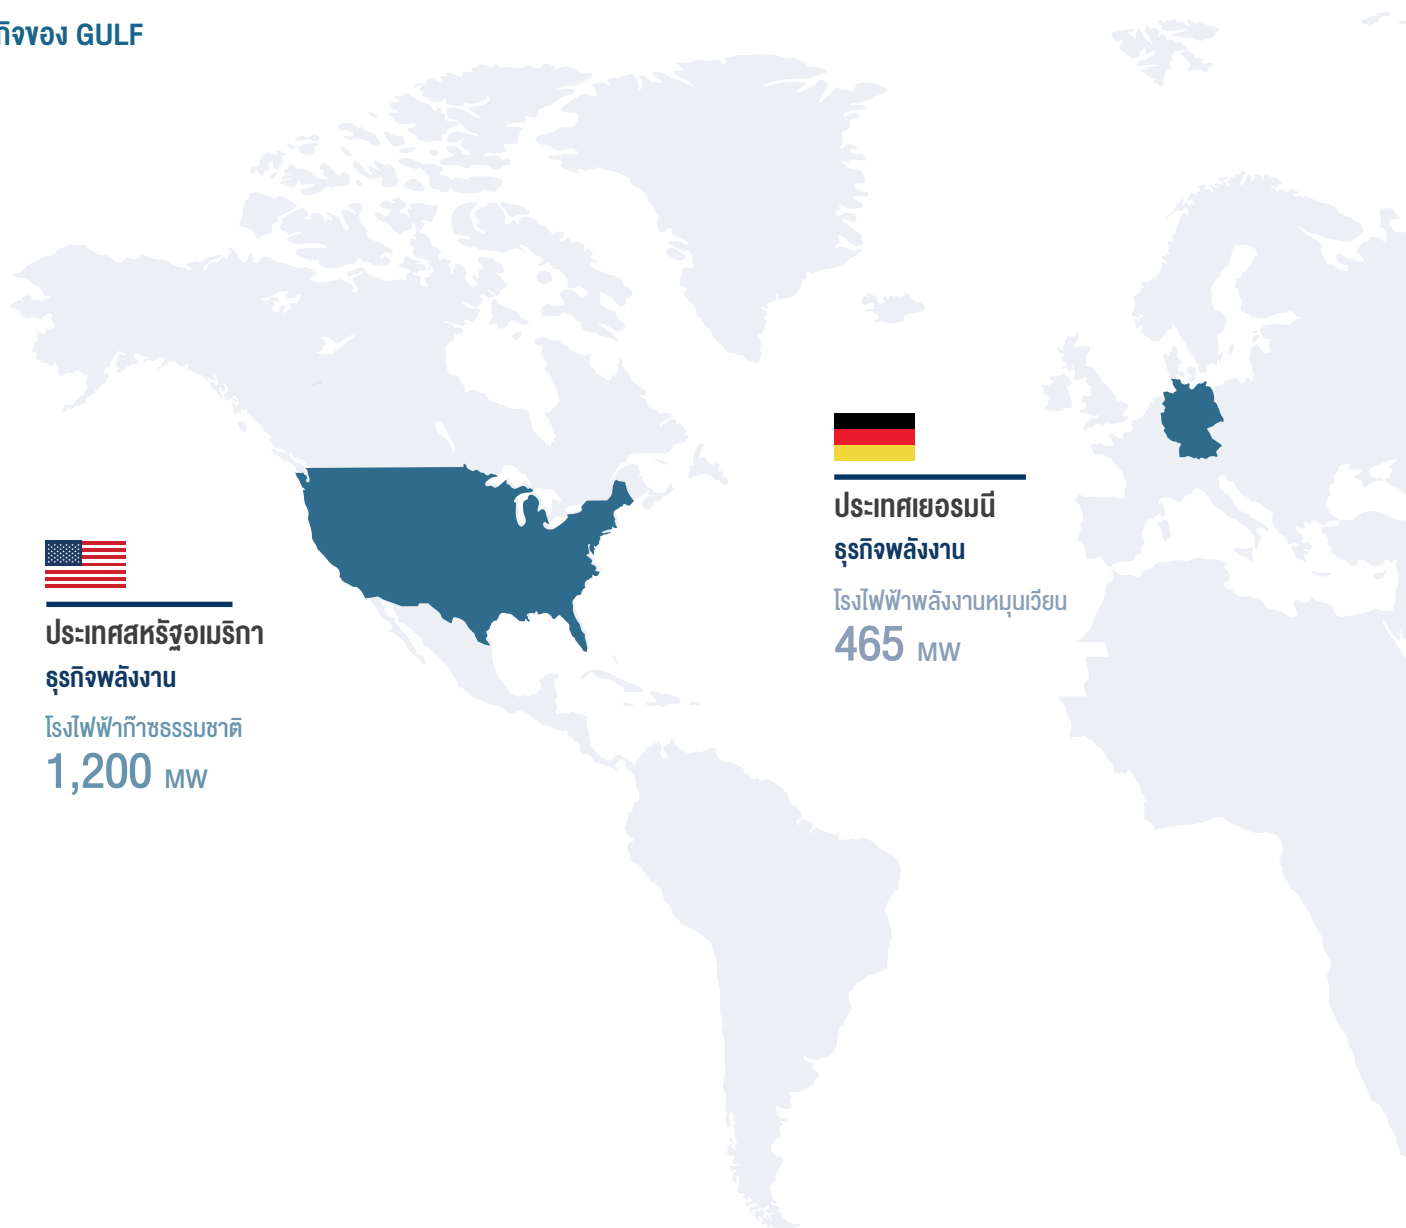 กิจของ GULF
ประเทศสหรัฐอเมริกา
ธุรกิจพลังงาน
โรงไฟฟ้าก๊าซธรรมชาติ
1,200 MW
ประเทศเยอรมนี
ธุรกิจพลังงาน
โรงไฟฟ้าพลังงานหมุนเวียน
465 MW